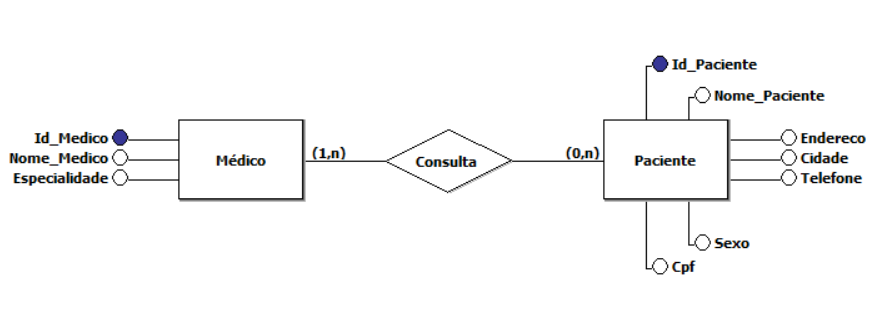 Id_Paciente
Nome_Paciente
Id_Medico
Nome_Medico
Especialidade
Médico
(1,n)
Consulta
(0,n)
Paciente
Endereco
Cidade
Telefone
Sexo
Cpf